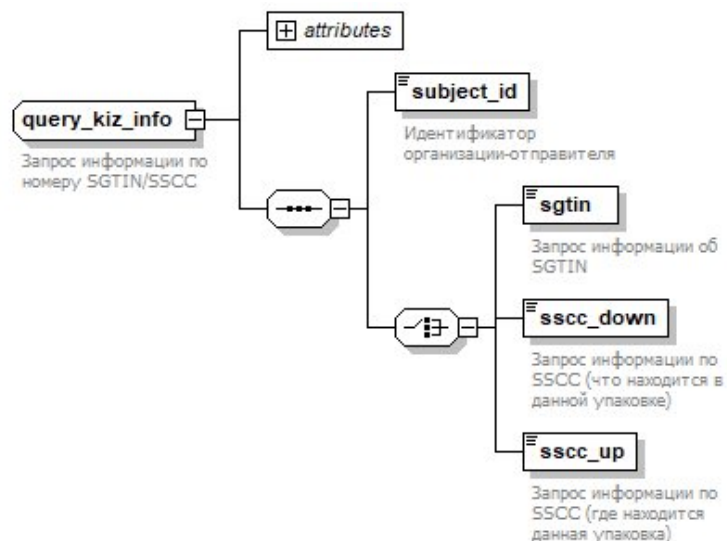 attributes
query_kiz_info
Запрос информации по
номеру SGTIN/SSCC
subject_id
Идентификатор
организации-отправителя
sgtin
Запрос информации об
SGTIN
sscc_down
Запрос информации по
SSCC (что находится в
данной упаковке)
sscc_up
Запрос информации по
SSCC (где находится
данная упаковка)